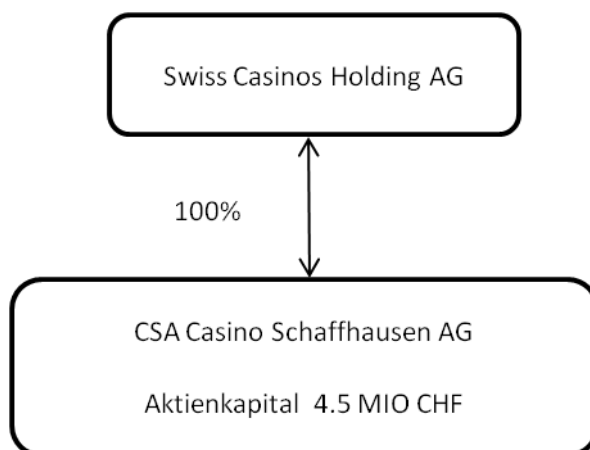 Swiss Casinos Holding AG
100%
CSA Casino Schaffhausen AG
Aktienkapital 4.5 MIO CHF